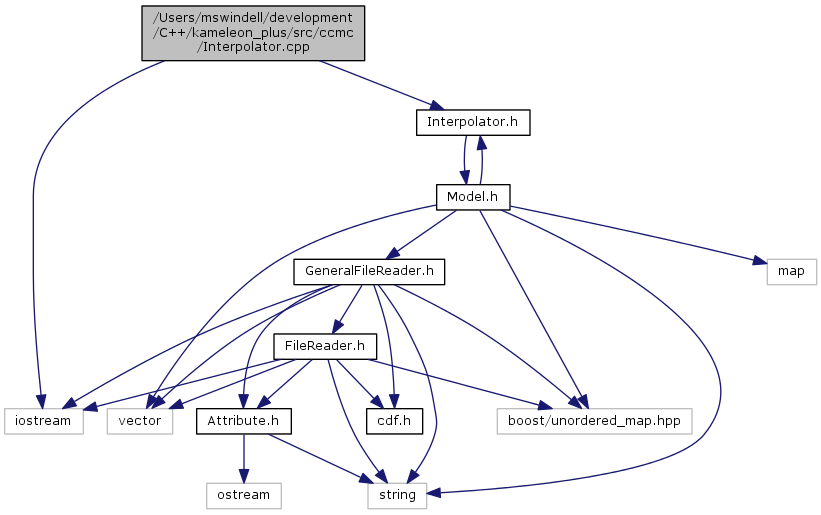 /Users/mswindell/development
/C++/kameleon_plus/src/ccmc
/Interpolator.cpp
Interpolator.h
Model.h
GeneralFileReader.h
map
FileReader.h
iostream
vector
Attribute.h
cdf.h
boost/unordered_map.hpp
ostream
string